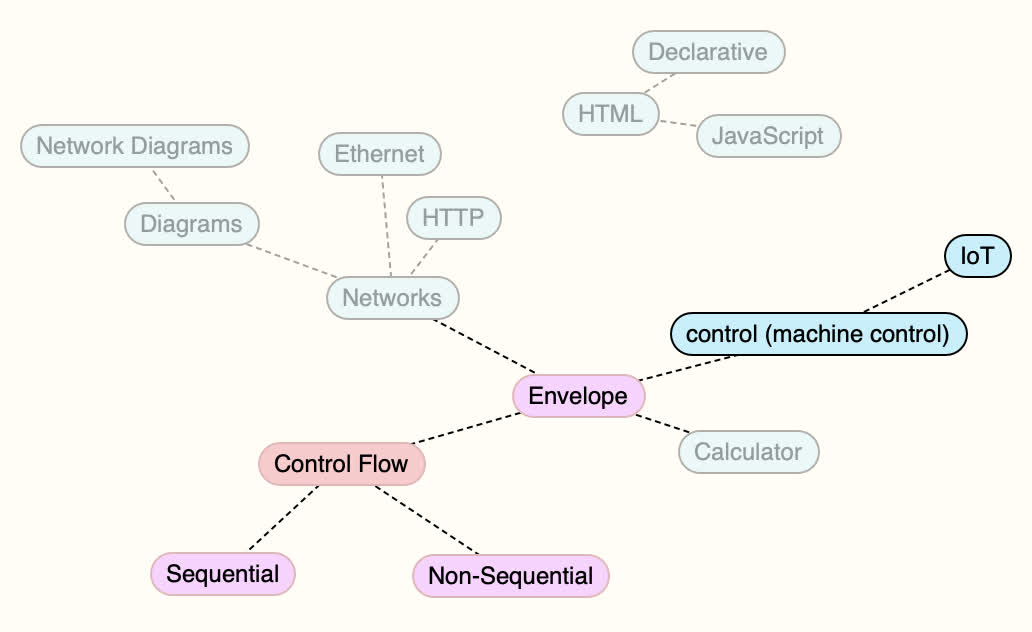 Declarative
HTML
JavaScript
Network Diagrams
Ethernet
Diagrams
HTTP
IoT
Networks
control (machine control)
Envelope
Calculator
Control Flow
Sequential
Non-Sequential